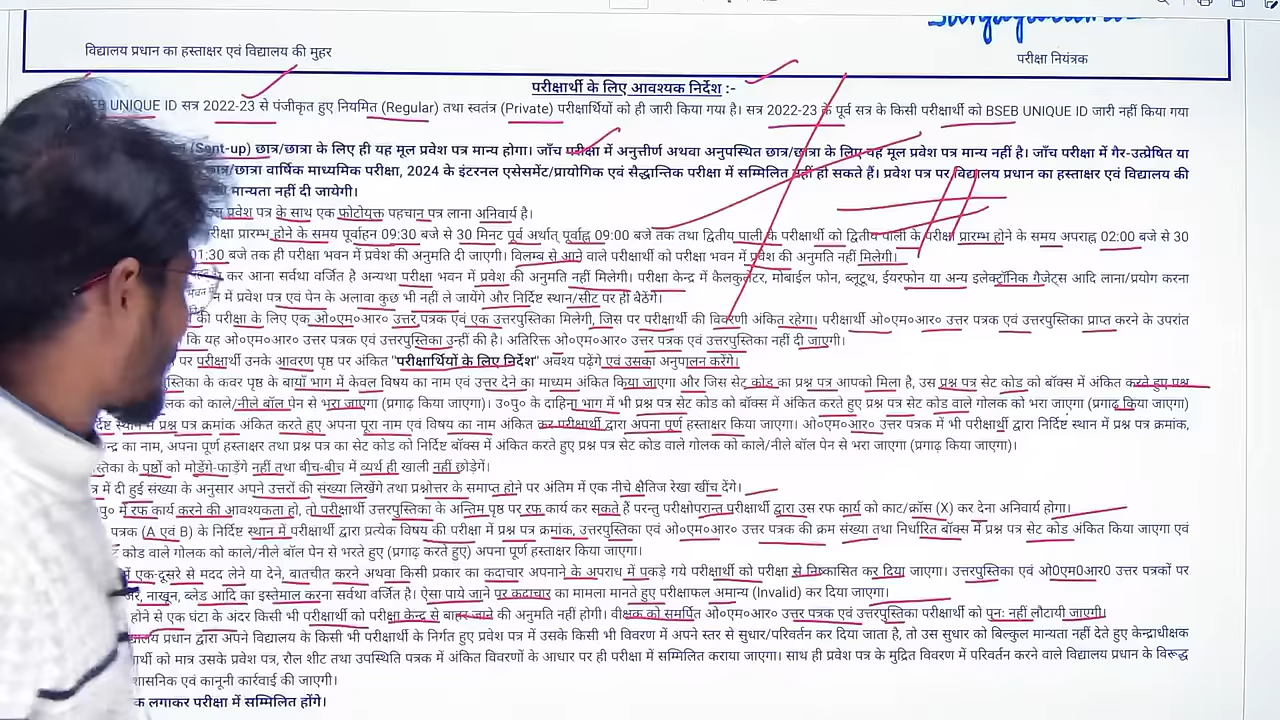 विद्यालय प्रधान का हस्ताक्षर एवं विद्यालय की मुहर
परीक्षा नियंत्रक
परीक्षार्थी के लिए आवश्यक निर्देश :-
UNIQUE ID सत्र 2022-23 से पंजीकृत हुए नियमित (Regular) तथा स्वतंत्र (Private) परीक्षार्थियों को ही जारी किया गया है। सत्र 2022-23 के पूर्व सत्र के किसी परीक्षार्थी को BSEB UNIQUE ID जारी नहीं किया गया
(Sent-up) छात्र/छात्रा के लिए ही यह मूल प्रवेश पत्र मान्य होगा। जाँच परीक्षा में अनुत्तीर्ण अथवा अनुपस्थित छात्र/छात्रा के लिए यह मूल प्रवेश पत्र मान्य नहीं है। जाँच परीक्षा में गैर-उत्प्रेषित या
छात्र/छात्रा वार्षिक माध्यमिक परीक्षा, 2024 के इंटरनल एसेसमेंट/प्रायोगिक एवं सैद्धान्तिक परीक्षा में सम्मिलित नहीं हो सकते हैं। प्रवेश पत्र पर विद्यालय प्रधान का हस्ताक्षर एवं विद्यालय की
मान्यता नहीं दी जायेगी।
प्रवेश पत्र के साथ एक फोटोयुक्त पहचान पत्र लाना अनिवार्य है।
परीक्षा प्रारम्भ होने के समय पूर्वाहन 09:30 बजे से 30 मिनट पूर्व अर्थात् पूर्वाह्न 09:00 बजे तक तथा द्वितीय पाली के परीक्षार्थी को द्वितीय पाली के परीक्षा प्रारम्भ होने के समय अपराह्न 02:00 बजे से 30
01:30 बजे तक ही परीक्षा भवन में प्रवेश की अनुमति दी जाएगी। विलम्ब से आने वाले परीक्षार्थी को परीक्षा भवन में प्रवेश की अनुमति नहीं मिलेगी।
कर आना सर्वथा वर्जित है अन्यथा परीक्षा भवन में प्रवेश की अनुमति नहीं मिलेगी। परीक्षा केन्द्र में कैलकुलेटर, मोबाईल फोन, ब्लूटूथ, ईयरफोन या अन्य इलेक्ट्रॉनिक गैजेट्स आदि लाना/प्रयोग करना
में प्रवेश पत्र एवं पेन के अलावा कुछ भी नहीं ले जायेंगे और निर्दिष्ट स्थान/सीट पर ही बैठेंगे।
की परीक्षा के लिए एक ओ०एम०आर० उत्तर पत्रक एवं एक उत्तरपुस्तिका मिलेगी, जिस पर परीक्षार्थी की विवरणी अंकित रहेगा। परीक्षार्थी ओ०एम०आर० उत्तर पत्रक एवं उत्तरपुस्तिका प्राप्त करने के उपरांत
कि यह ओ०एम०आर० उत्तर पत्रक एवं उत्तरपुस्तिका उन्हीं की है। अतिरिक्त ओ०एम०आर० उत्तर पत्रक एवं उत्तरपुस्तिका नहीं दी जाएगी।
पर परीक्षार्थी उनके आवरण पृष्ठ पर अंकित "परीक्षार्थियों के लिए निर्देश" अवश्य पढ़ेंगे एवं उसका अनुपालन करेंगे।
के कवर पृष्ठ के बायाँ भाग में केवल विषय का नाम एवं उत्तर देने का माध्यम अंकित किया जाएगा और जिस सेट कोड का प्रश्न पत्र आपको मिला है, उस प्रश्न पत्र सेट कोड को बॉक्स में अंकित करते हुए प्रश्न
को काले/नीले बॉल पेन से भरा जाएगा (प्रगाढ़ किया जाएगा)। उ०पु० के दाहिना भाग में भी प्रश्न पत्र सेट कोड को बॉक्स में अंकित करते हुए प्रश्न पत्र सेट कोड वाले गोलक को भरा जाएगा (प्रगाढ़ किया जाएगा)
स्थान में प्रश्न पत्र क्रमांक अंकित करते हुए अपना पूरा नाम एवं विषय का नाम अंकित कर परीक्षार्थी द्वारा अपना पूर्ण हस्ताक्षर किया जाएगा। ओ०एम०आर० उत्तर पत्रक में भी परीक्षार्थी द्वारा निर्दिष्ट स्थान में प्रश्न पत्र क्रमांक,
का नाम, अपना पूर्ण हस्ताक्षर तथा प्रश्न पत्र का सेट कोड को निर्दिष्ट बॉक्स में अंकित करते हुए प्रश्न पत्र सेट कोड वाले गोलक को काले/नीले बॉल पेन से भरा जाएगा (प्रगाढ़ किया जाएगा)।
के पृष्ठों को मोड़ेंगे-फाड़ेंगे नहीं तथा बीच-बीच में व्यर्थ ही खाली नहीं छोड़ेगें।
में दी हुई संख्या के अनुसार अपने उत्तरों की संख्या लिखेंगे तथा प्रश्नोत्तर के समाप्त होने पर अंतिम में एक नीचे क्षैतिज रेखा खींच देंगे।
में रफ कार्य करने की आवश्यकता हो, तो परीक्षार्थी उत्तरपुस्तिका के अन्तिम पृष्ठ पर रफ कार्य कर सकते हैं परन्तु परीक्षोपरान्त परीक्षार्थी द्वारा उस रफ कार्य को काट/क्रॉस (X) कर देना अनिवार्य होगा।
पत्रक (A एवं B) के निर्दिष्ट स्थान में परीक्षार्थी द्वारा प्रत्येक विषय की परीक्षा में प्रश्न पत्र क्रमांक, उत्तरपुस्तिका एवं ओ०एम०आर० उत्तर पत्रक की क्रम संख्या तथा निर्धारित बॉक्स में प्रश्न पत्र सेट कोड अंकित किया जाएगा एवं
कोड वाले गोलक को काले/नीले बॉल पेन से भरते हुए (प्रगाढ़ करते हुए) अपना पूर्ण हस्ताक्षर किया जाएगा।
में एक-दूसरे से मदद लेने या देने, बातचीत करने अथवा किसी प्रकार का कदाचार अपनाने के अपराध में पकड़े गये परीक्षार्थी को परीक्षा से निष्कासित कर दिया जाएगा। उत्तरपुस्तिका एवं ओ0एम0आर0 उत्तर पत्रकों पर
नाखून, ब्लेड आदि का इस्तेमाल करना सर्वथा वर्जित है। ऐसा पाये जाने पर कदाचार का मामला मानते हुए परीक्षाफल अमान्य (Invalid) कर दिया जाएगा।
होने से एक घंटा के अंदर किसी भी परीक्षार्थी को परीक्षा केन्द्र से बाहर जाने की अनुमति नहीं होगी। वीक्षक को समर्पित ओ०एम०आर० उत्तर पत्रक एवं उत्तरपुस्तिका परीक्षार्थी को पुनः नहीं लौटायी जाएगी।
प्रधान द्वारा अपने विद्यालय के किसी भी परीक्षार्थी के निर्गत हुए प्रवेश पत्र में उसके किसी भी विवरण में अपने स्तर से सुधार/परिवर्तन कर दिया जाता है, तो उस सुधार को बिल्कुल मान्यता नहीं देते हुए केन्द्राधीक्षक
को मात्र उसके प्रवेश पत्र, रौल शीट तथा उपस्थिति पत्रक में अंकित विवरणों के आधार पर ही परीक्षा में सम्मिलित कराया जाएगा। साथ ही प्रवेश पत्र के मुद्रित विवरण में परिवर्तन करने वाले विद्यालय प्रधान के विरूद्ध
एवं कानूनी कार्रवाई की जाएगी।
लगाकर परीक्षा में सम्मिलित होंगे।